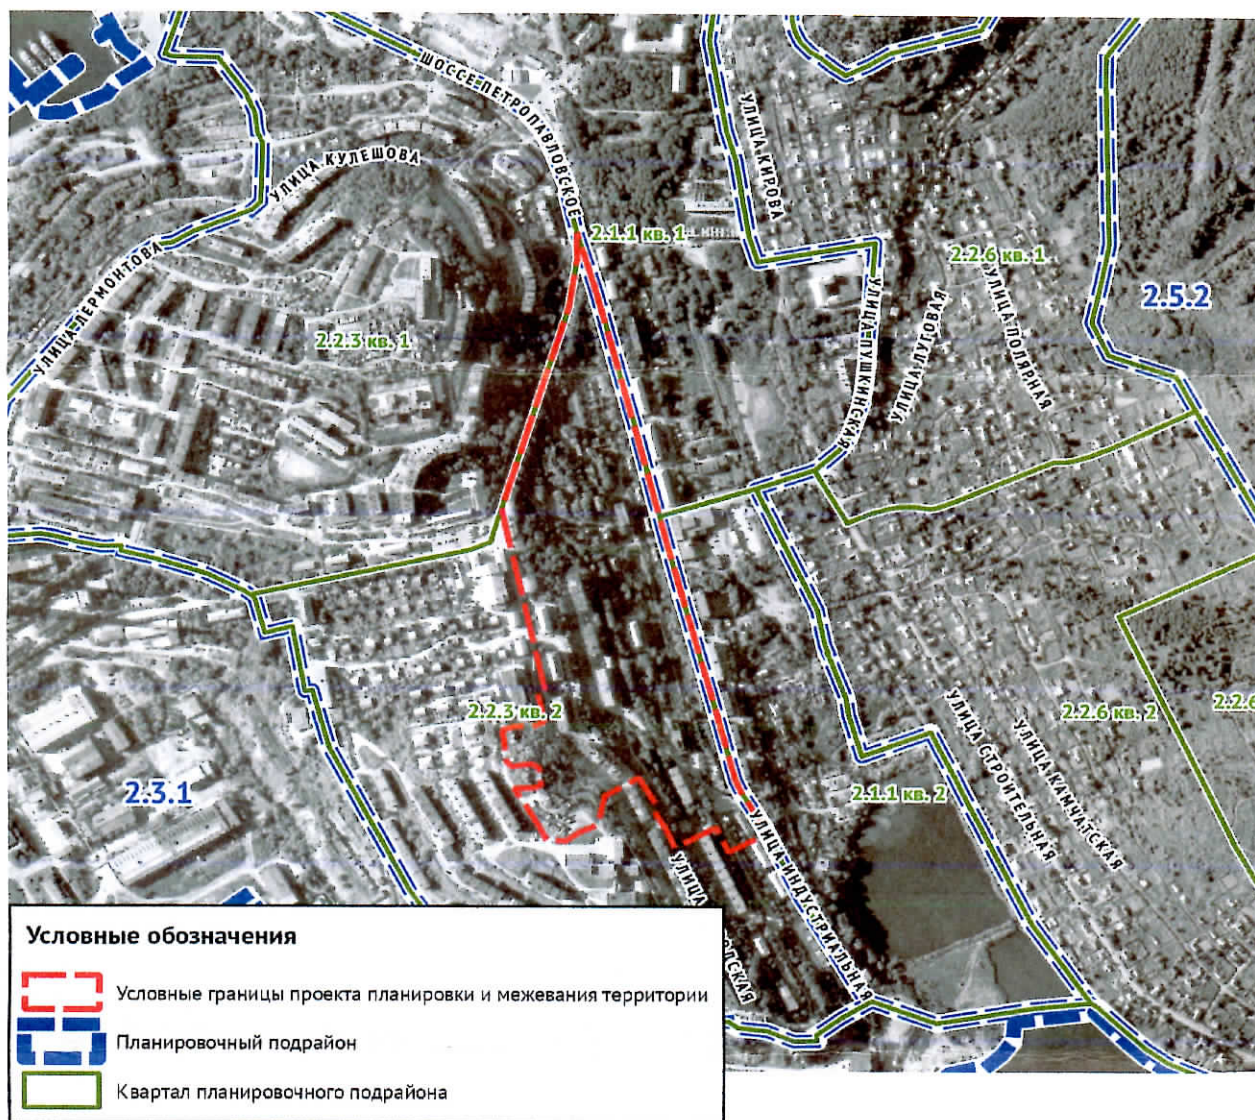 ШОССЕ ПЕТРОПАВЛОВСКОЕ
УЛИЦА КИРОВА
УЛИЦА КУЛЕШОВА
2.1.1 кв. 1
2.2.6 кв. 1
УЛИЦА ЛЕРМОНТОВА
УЛИЦА ПОЛЯРНАЯ
2.5.2
УЛИЦА ПУШКИНСКАЯ
УЛИЦА ЛУГОВАЯ
2.2.3 кв. 1
2.2.3 кв. 2
2.2.6 кв. 2
2.2.6
УЛИЦА СТРОИТЕЛЬНАЯ
УЛИЦА КАМЧАТСКАЯ
2.3.1
2.1.1 кв. 2
УЛИЦА ИНДУСТРИАЛЬНАЯ
УЛИЦА
Условные обозначения
Условные границы проекта планировки и межевания территории
Планировочный подрайон
Квартал планировочного подрайона